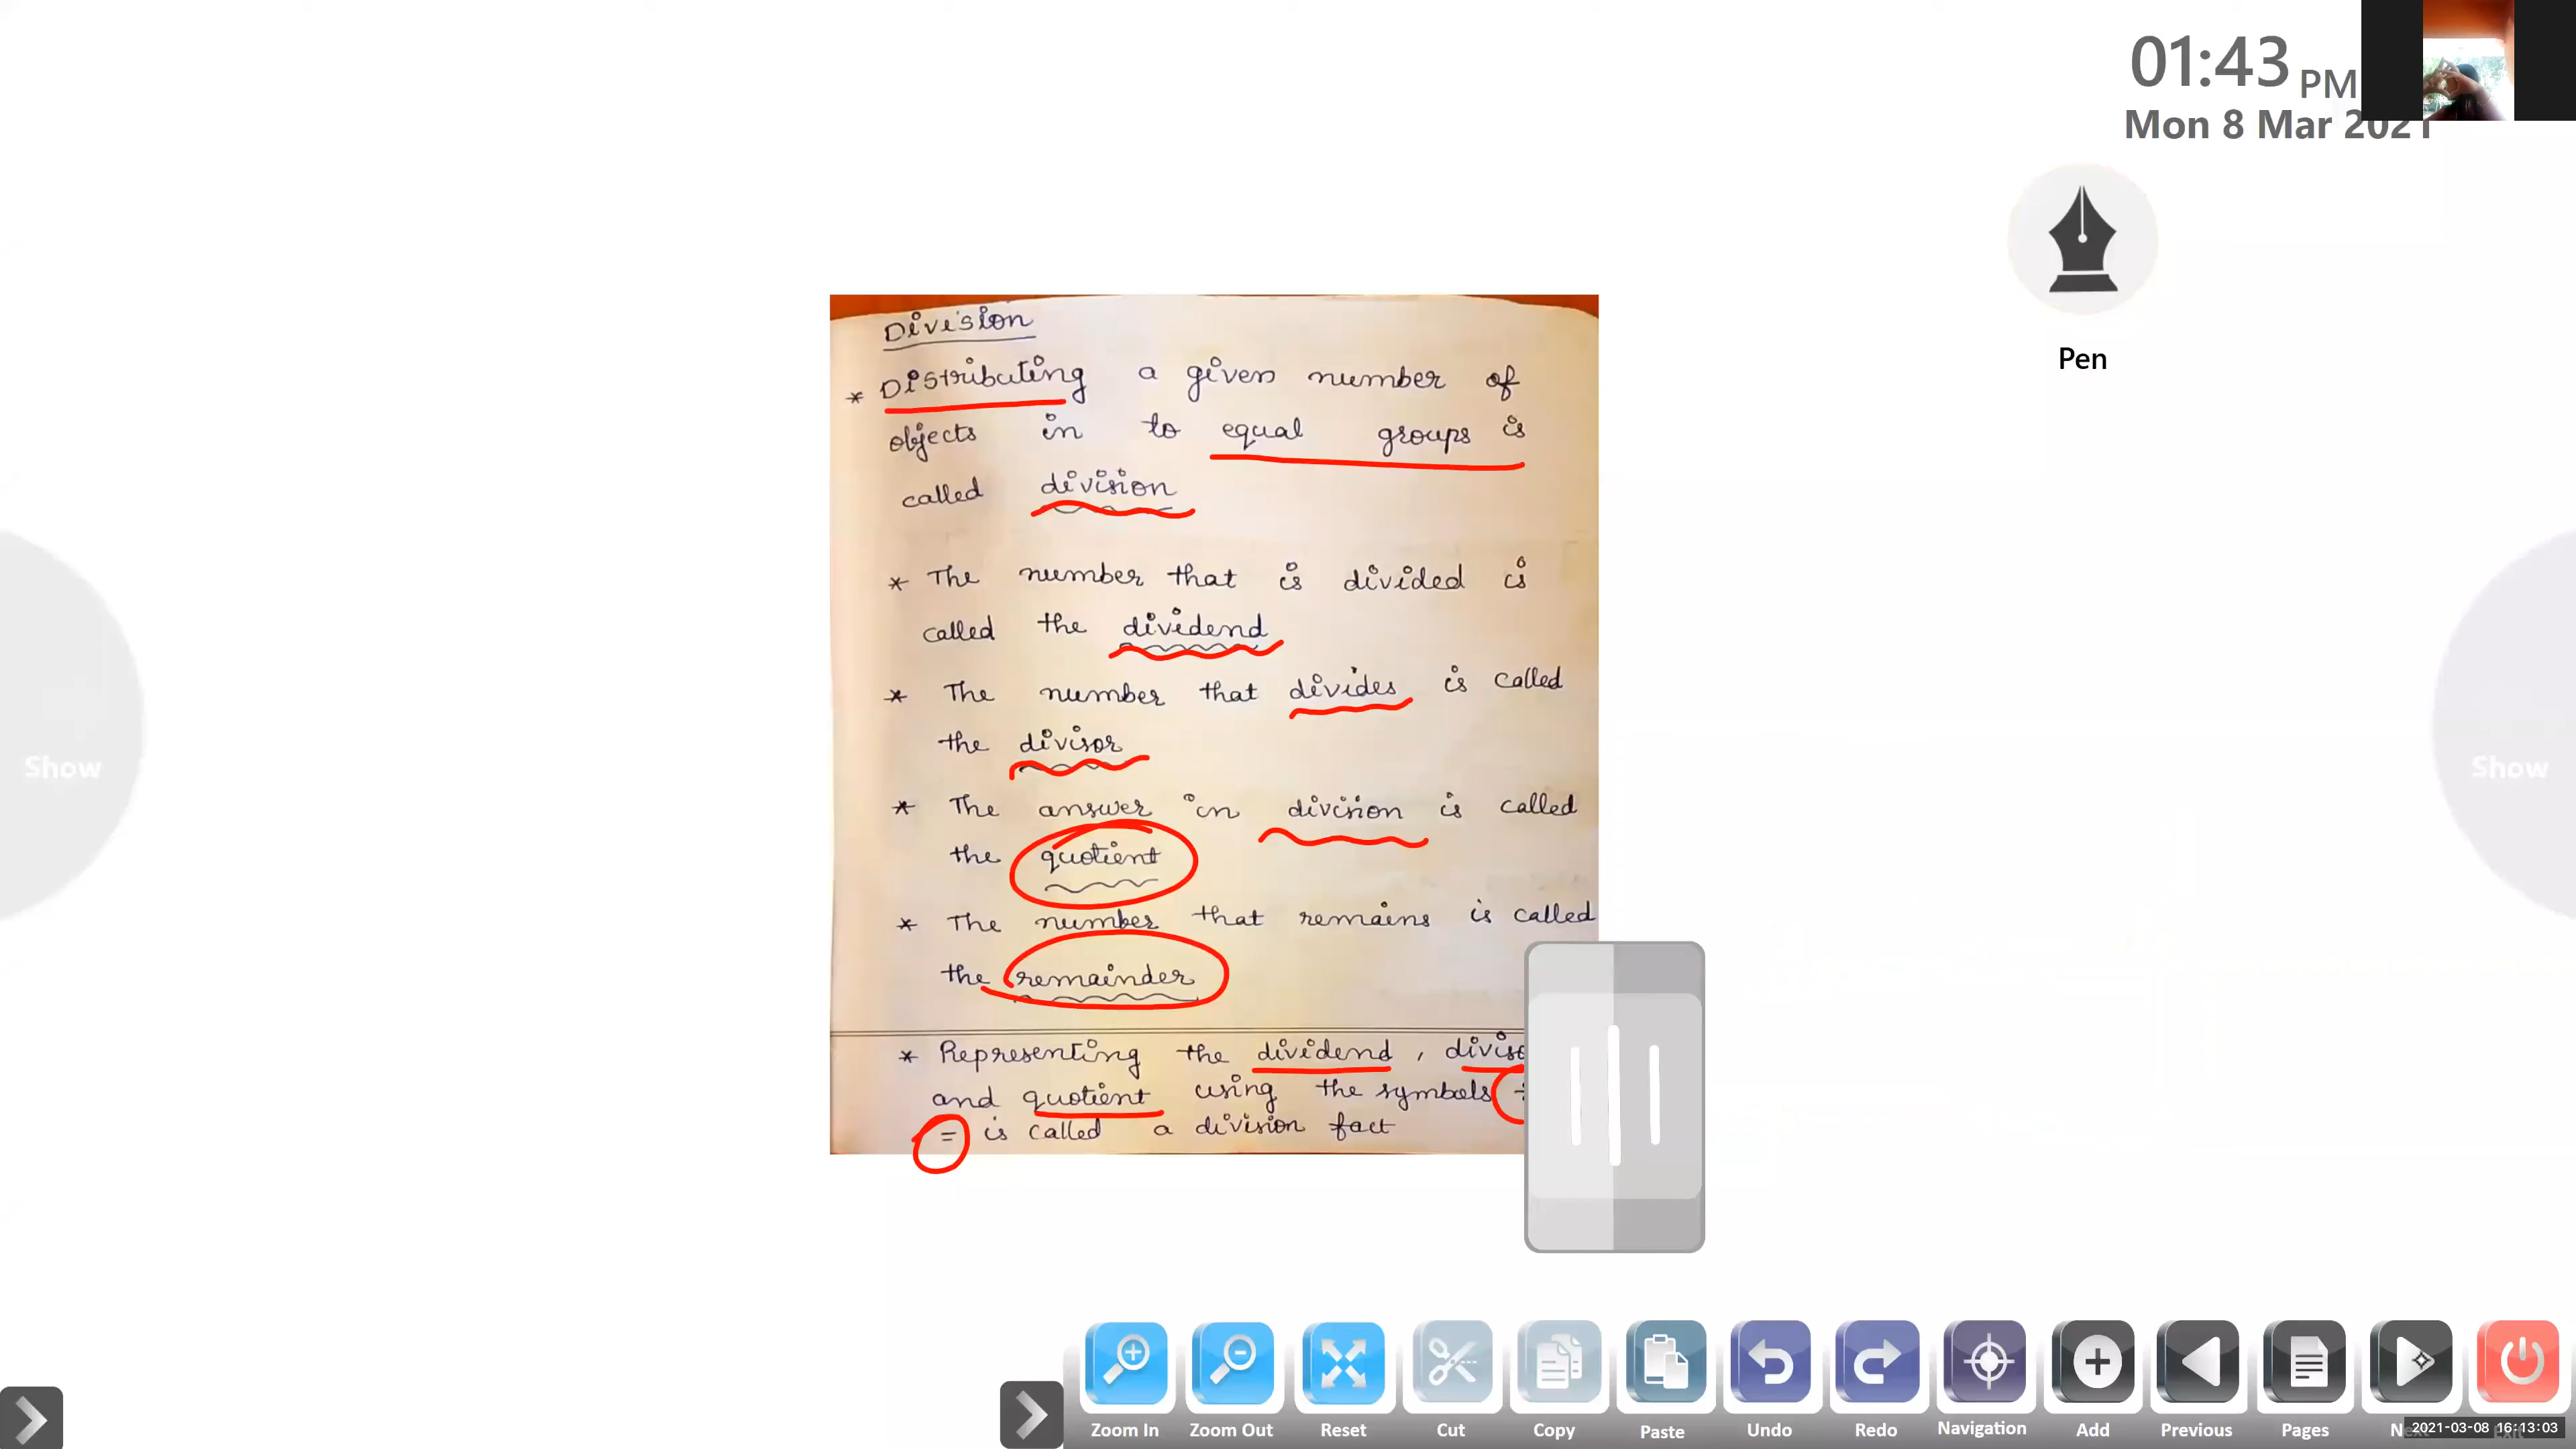 01:43 PM
Mon 8 Mar 2021
Pen
Division
* Distributing a given number of
objects in to equal groups is
called division
* The number that is divided is
called the dividend
* The number that divides is called
the divisor
* The answer in division is called
the quotient
* The number that remains is called
the remainder
* Representing the dividend,
and quotient using the symbols
= is called a division fact
Show
Show
Zoom In Zoom Out Reset Cut Copy Paste Undo Redo Navigation Add Previous Pages
2021-03-08 16:13:03